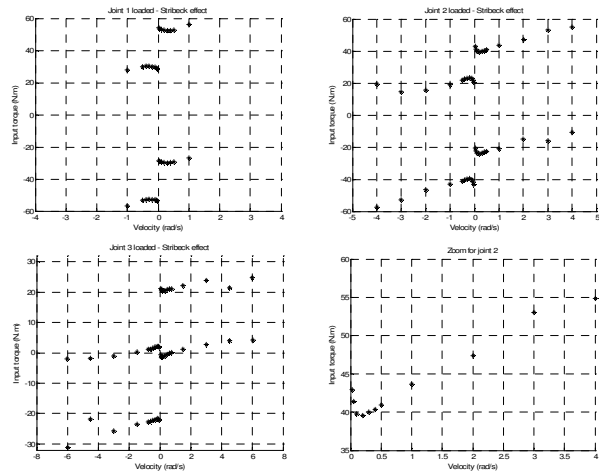 Joint 1 loaded - Stribeck effect
60
40
20
0
-20
-40
-60
Input torque (N.m)
-4 -3 -2 -1 0 1 2 3 4
Velocity (rad/s)
Joint 2 loaded - Stribeck effect
60
40
20
0
-20
-40
-60
Input torque (N.m)
-5 -4 -3 -2 -1 0 1 2 3 4 5
Velocity (rad/s)
Joint 3 loaded - Stribeck effect
30
20
10
0
-10
-20
-30
Input torque (N.m)
-8 -6 -4 -2 0 2 4 6 8
Velocity (rad/s)
Zoom for joint 2
60
55
50
45
40
35
Input torque (N.m)
0 0.5 1 1.5 2 2.5 3 3.5 4
Velocity (rad/s)